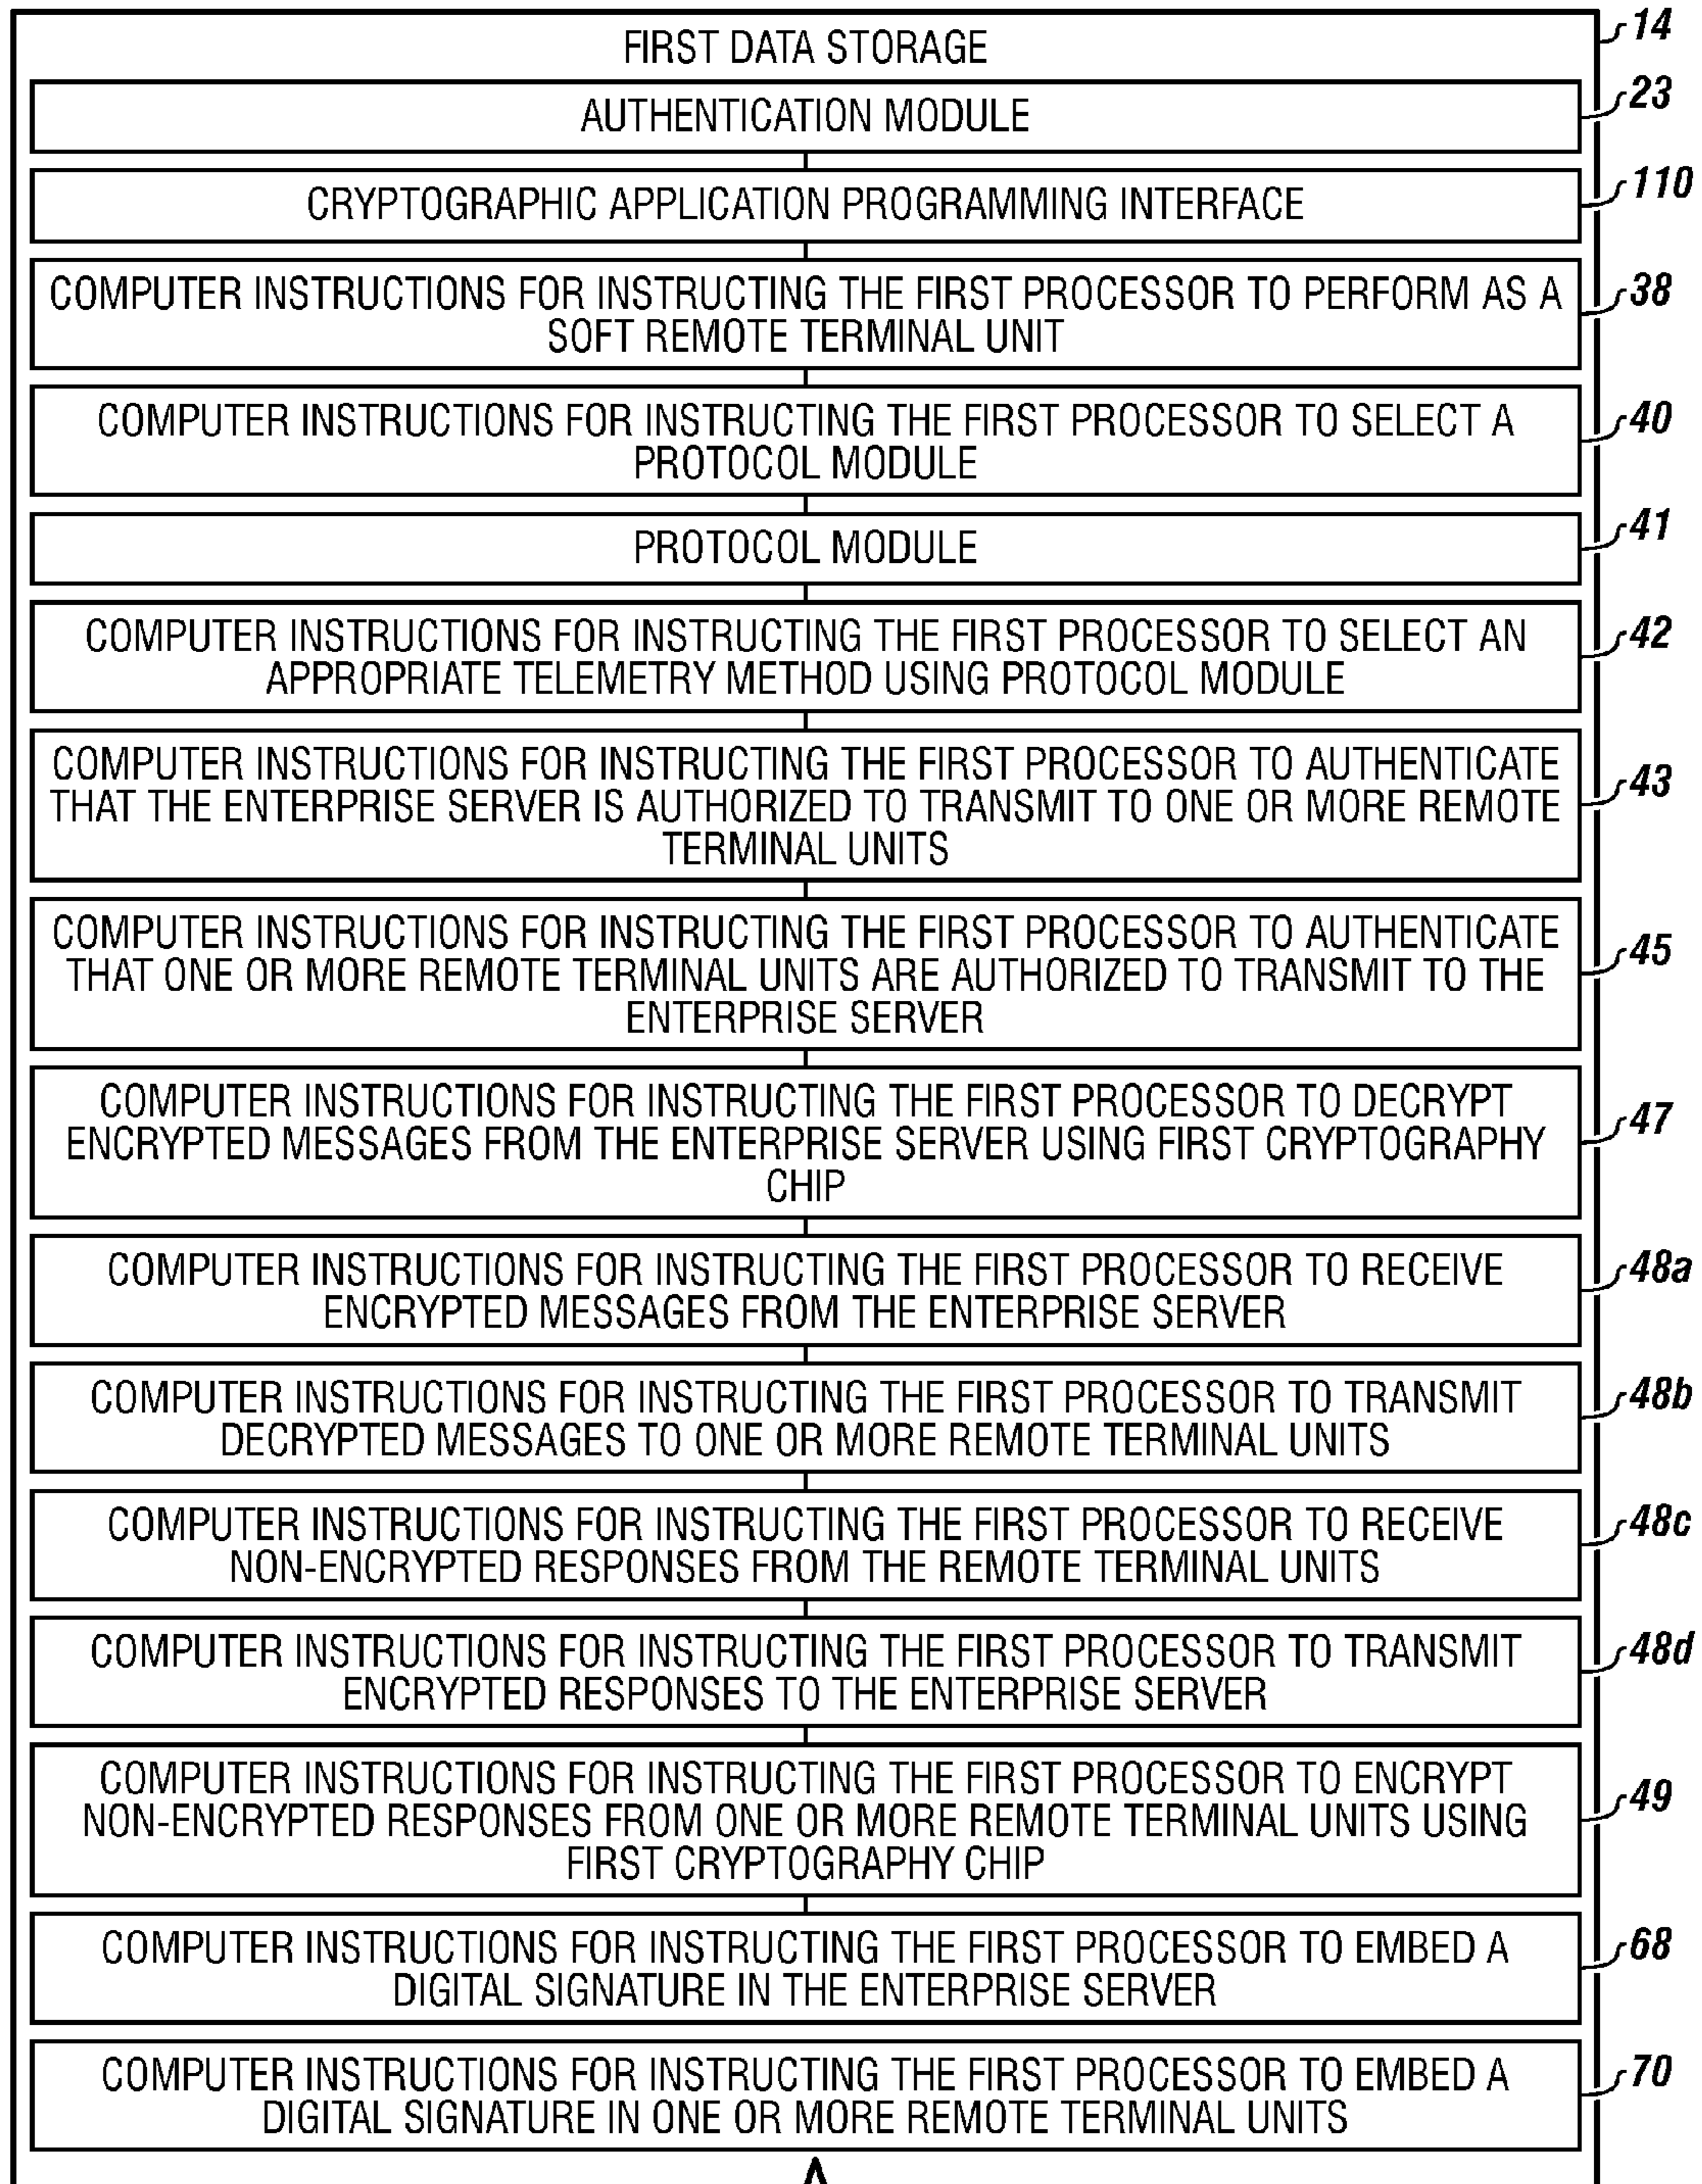 FIRST DATA STORAGE
14
AUTHENTICATION MODULE
23
CRYPTOGRAPHIC APPLICATION PROGRAMMING INTERFACE
110
COMPUTER INSTRUCTIONS FOR INSTRUCTING THE FIRST PROCESSOR TO PERFORM AS A
SOFT REMOTE TERMINAL UNIT
38
COMPUTER INSTRUCTIONS FOR INSTRUCTING THE FIRST PROCESSOR TO SELECT A
PROTOCOL MODULE
40
PROTOCOL MODULE
41
COMPUTER INSTRUCTIONS FOR INSTRUCTING THE FIRST PROCESSOR TO SELECT AN
APPROPRIATE TELEMETRY METHOD USING PROTOCOL MODULE
42
COMPUTER INSTRUCTIONS FOR INSTRUCTING THE FIRST PROCESSOR TO AUTHENTICATE
THAT THE ENTERPRISE SERVER IS AUTHORIZED TO TRANSMIT TO ONE OR MORE REMOTE
TERMINAL UNITS
43
COMPUTER INSTRUCTIONS FOR INSTRUCTING THE FIRST PROCESSOR TO AUTHENTICATE
THAT ONE OR MORE REMOTE TERMINAL UNITS ARE AUTHORIZED TO TRANSMIT TO THE
ENTERPRISE SERVER
45
COMPUTER INSTRUCTIONS FOR INSTRUCTING THE FIRST PROCESSOR TO DECRYPT
ENCRYPTED MESSAGES FROM THE ENTERPRISE SERVER USING FIRST CRYPTOGRAPHY
CHIP
47
COMPUTER INSTRUCTIONS FOR INSTRUCTING THE FIRST PROCESSOR TO RECEIVE
ENCRYPTED MESSAGES FROM THE ENTERPRISE SERVER
48a
COMPUTER INSTRUCTIONS FOR INSTRUCTING THE FIRST PROCESSOR TO TRANSMIT
DECRYPTED MESSAGES TO ONE OR MORE REMOTE TERMINAL UNITS
48b
COMPUTER INSTRUCTIONS FOR INSTRUCTING THE FIRST PROCESSOR TO RECEIVE
NON-ENCRYPTED RESPONSES FROM THE REMOTE TERMINAL UNITS
48c
COMPUTER INSTRUCTIONS FOR INSTRUCTING THE FIRST PROCESSOR TO TRANSMIT
ENCRYPTED RESPONSES TO THE ENTERPRISE SERVER
48d
COMPUTER INSTRUCTIONS FOR INSTRUCTING THE FIRST PROCESSOR TO ENCRYPT
NON-ENCRYPTED RESPONSES FROM ONE OR MORE REMOTE TERMINAL UNITS USING
FIRST CRYPTOGRAPHY CHIP
49
COMPUTER INSTRUCTIONS FOR INSTRUCTING THE FIRST PROCESSOR TO EMBED A
DIGITAL SIGNATURE IN THE ENTERPRISE SERVER
68
COMPUTER INSTRUCTIONS FOR INSTRUCTING THE FIRST PROCESSOR TO EMBED A
DIGITAL SIGNATURE IN ONE OR MORE REMOTE TERMINAL UNITS
70